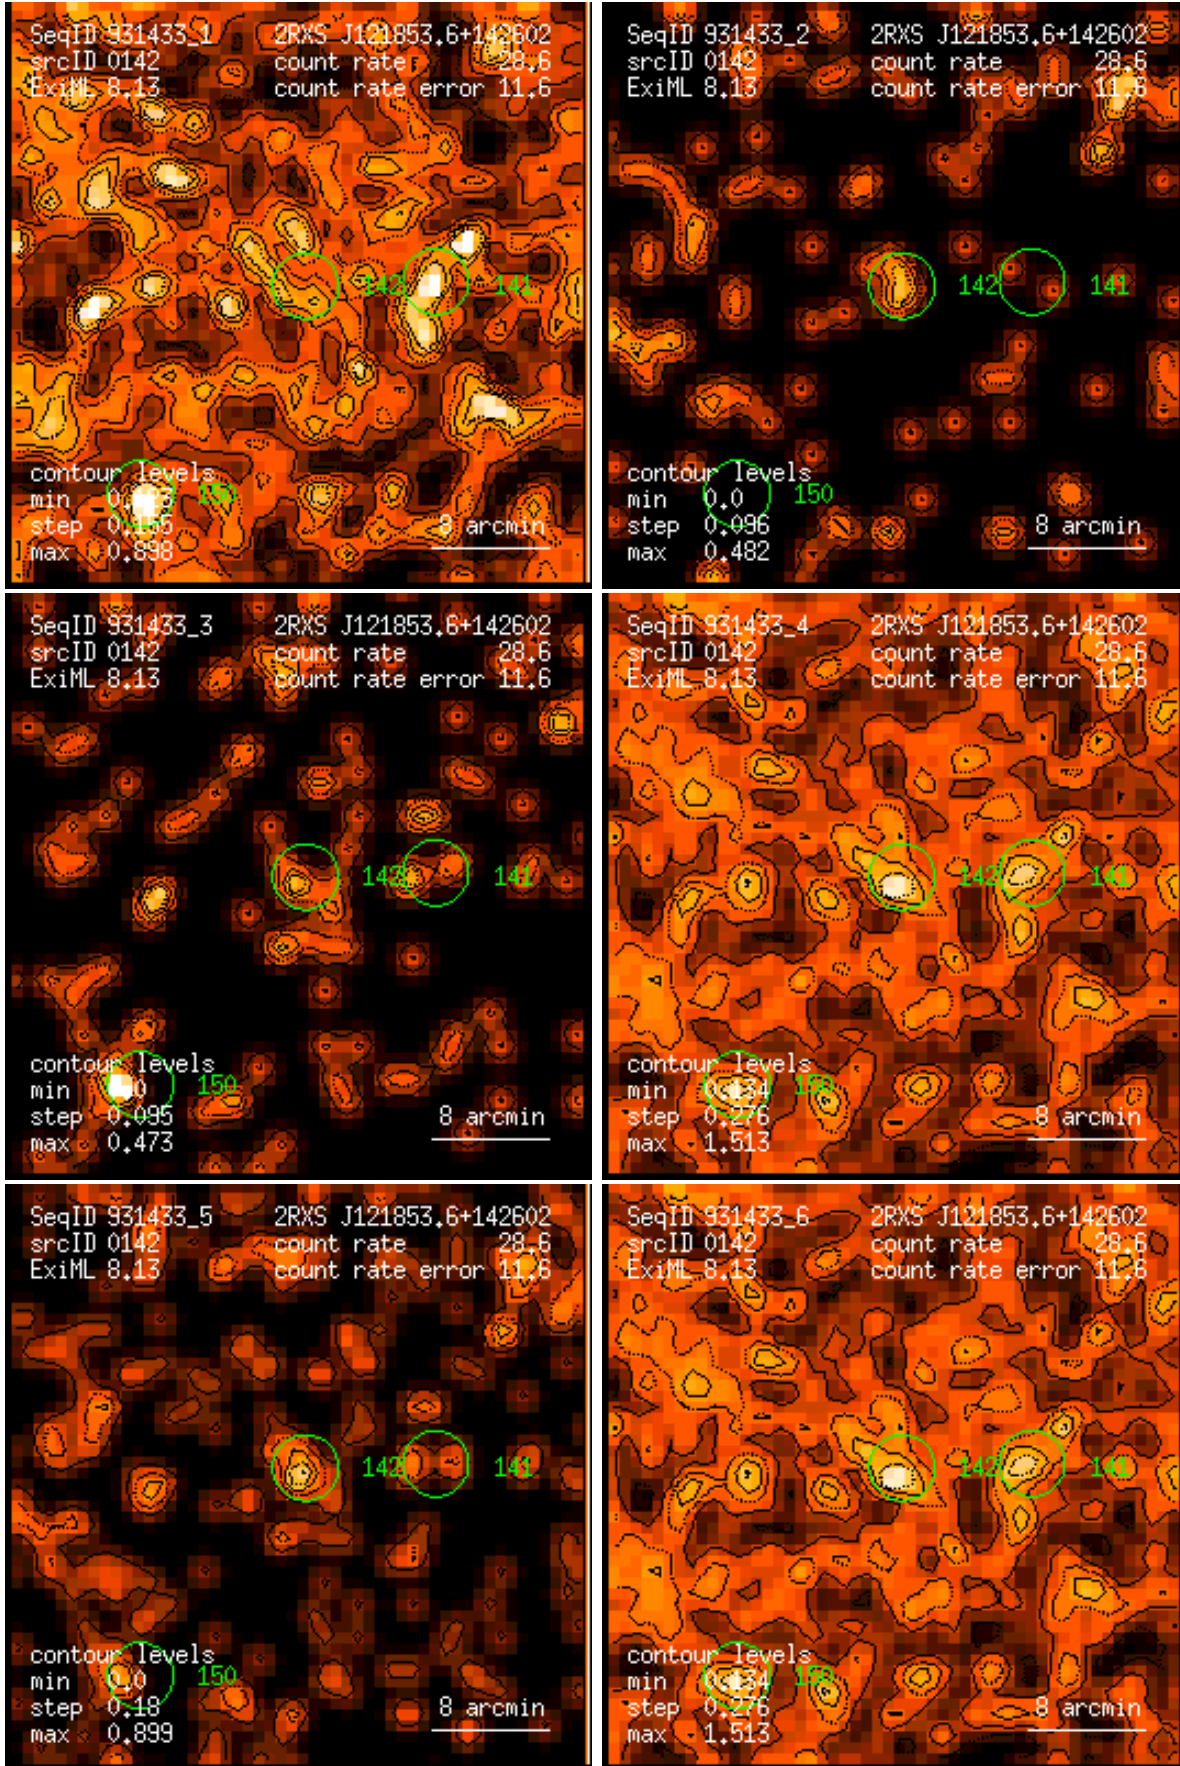 SeqID 931433_1 2RXS J121853.6+142602
srcID 0142 count rate 28.6
ExiML 8.13 count rate error 11.6
142 141
contour levels
min 150
step 0.155
max 0.898 8 arcmin
SeqID 931433_2 2RXS J121853.6+142602
srcID 0142 count rate 28.6
ExiML 8.13 count rate error 11.6
142 141
contour levels
min 0.0 150
step 0.096 8 arcmin
max 0.482
SeqID 931433_3 2RXS J121853.6+142602
srcID 0142 count rate 28.6
ExiML 8.13 count rate error 11.6
142 141
contour levels
min 150
step 0.095 8 arcmin
max 0.473
SeqID 931433_4 2RXS J121853.6+142602
srcID 0142 count rate 28.6
ExiML 8.13 count rate error 11.6
142 141
contour levels
min 0.134 150
step 0.276 8 arcmin
max 1.513
SeqID 931433_5 2RXS J121853.6+142602
srcID 0142 count rate 28.6
ExiML 8.13 count rate error 11.6
142 141
contour levels
min 0.0 150
step 0.18 8 arcmin
max 0.899
SeqID 931433_6 2RXS J121853.6+142602
srcID 0142 count rate 28.6
ExiML 8.13 count rate error 11.6
142 141
contour levels
min 0.134 150
step 0.276 8 arcmin
max 1.513